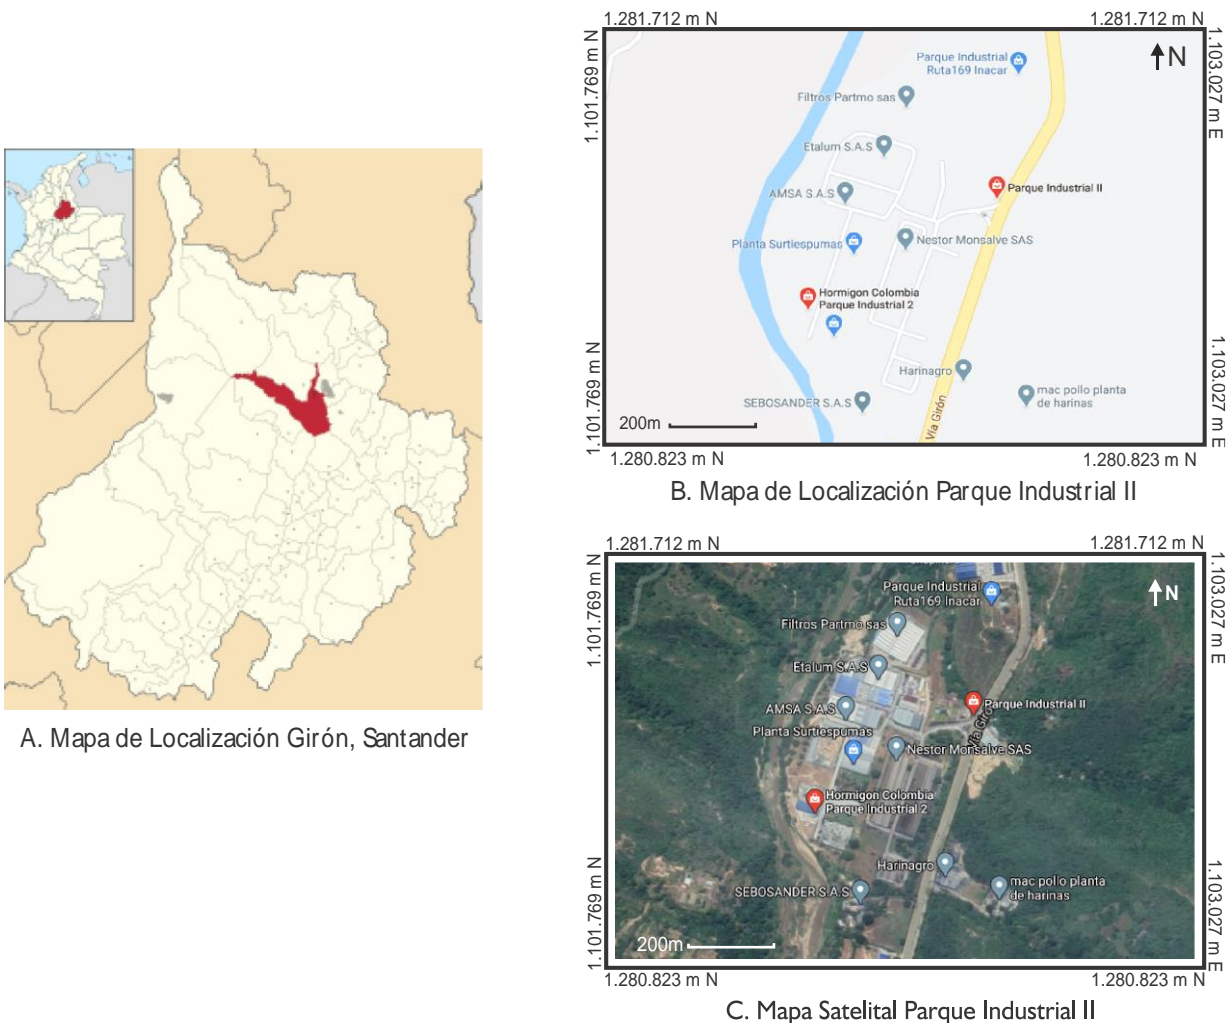 A. Mapa de Localización Girón, Santander
1.281.712 m N
1.281.712 m N
1.101.769 m N
1.103.027 m E
N
Parque Industrial
Ruta169 Inacar
Filtros Partmo sas
Etalum S.A.S
AMSA S.A.S
Parque Industrial II
Planta Surtiespumas
Nestor Monsalve SAS
Hormigon Colombia
Parque Industrial 2
Harinagro
mac pollo planta
de harinas
SEBOSANDER S.A.S
Vía Girón
200m
1.101.769 m N
1.103.027 m E
1.280.823 m N
1.280.823 m N
B. Mapa de Localización Parque Industrial II
1.281.712 m N
1.281.712 m N
1.101.769 m N
1.103.027 m E
N
Parque Industrial
Ruta169 Inacar
Filtros Partmo sas
Etalum S.A.S
AMSA S.A.S
Parque Industrial II
Vía Giro
Planta Surtiespumas
Nestor Monsalve SAS
Hormigon Colombia
Parque Industrial 2
Harinagro
mac pollo planta
de harinas
SEBOSANDER S.A.S
200m
1.101.769 m N
1.103.027 m E
1.280.823 m N
1.280.823 m N
C. Mapa Satelital Parque Industrial II